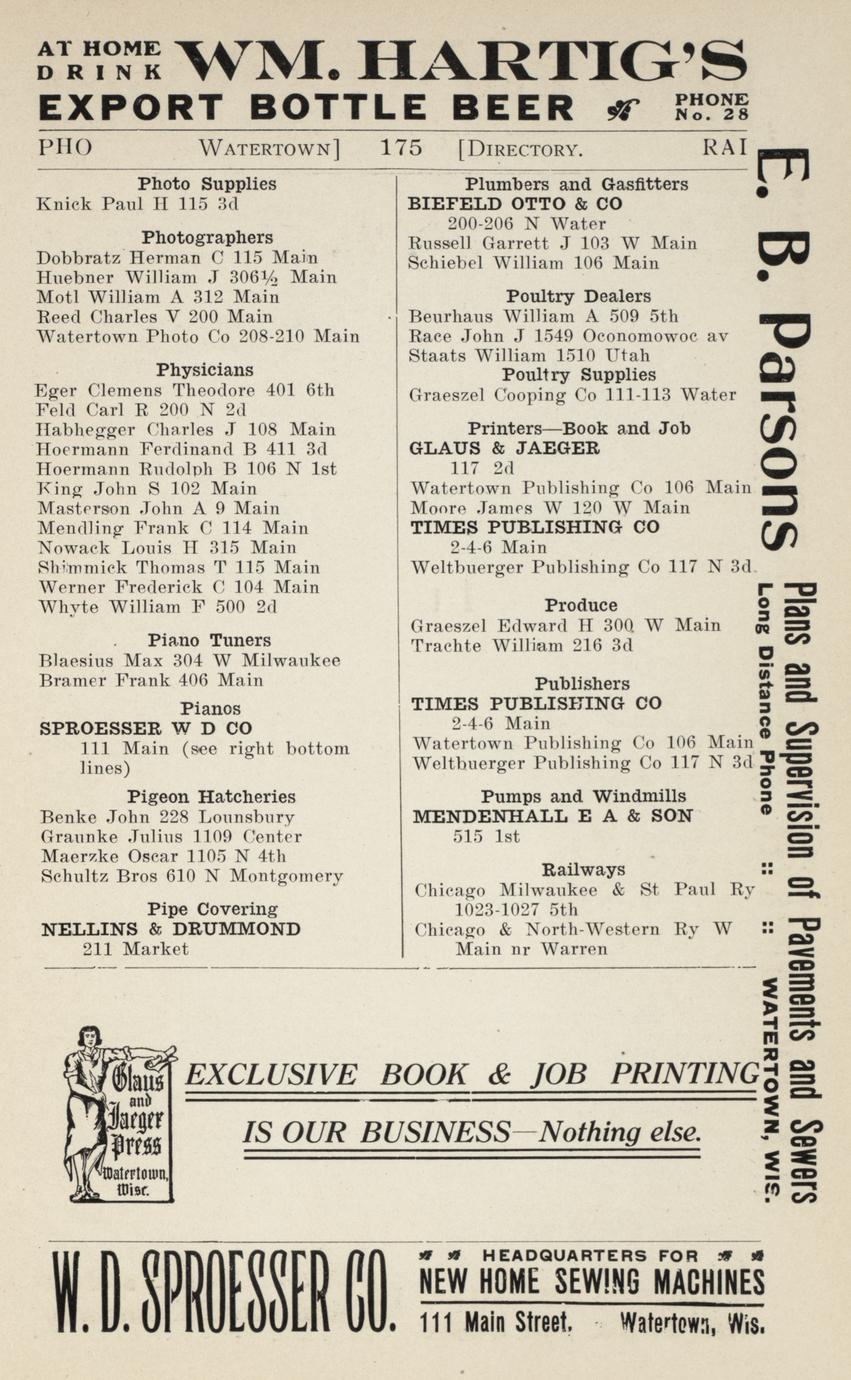 AT HOME
DRINK
WM. HARTIG'S
EXPORT BOTTLE BEER
PHONE
No. 28
PHO WATERTOWN] 175 [DIRECTORY. RAI
Photo Supplies
Knick Paul H 115 3d
Photographers
Dobbratz Herman C 115 Main
Huebner William J 306½ Main
Motl William A 312 Main
Reed Charles V 200 Main
Watertown Photo Co 208-210 Main
Physicians
Eger Clemens Theodore 401 6th
Feld Carl R 200 N 2d
Habhegger Charles J 108 Main
Hoermann Ferdinand B 411 3d
Hoermann Rudolph B 106 N 1st
King John S 102 Main
Masterson John A 9 Main
Mendling Frank C 114 Main
Nowack Louis H 315 Main
Shimmick Thomas T 115 Main
Werner Frederick C 104 Main
Whyte William F 500 2d
Piano Tuners
Blaesius Max 304 W Milwaukee
Bramer Frank 406 Main
Pianos
SPROESSER W D CO
111 Main (see right bottom
lines)
Pigeon Hatcheries
Benke John 228 Lounsbury
Graunke Julius 1109 Center
Maerzke Oscar 1105 N 4th
Schultz Bros 610 N Montgomery
Pipe Covering
NELLINS & DRUMMOND
211 Market
Plumbers and Gasfitters
BIEFELD OTTO & CO
200-206 N Water
Russell Garrett J 103 W Main
Schiebel William 106 Main
Poultry Dealers
Beurhaus William A 509 5th
Race John J 1549 Oconomowoc av
Staats William 1510 Utah
Poultry Supplies
Graeszel Cooping Co 111-113 Water
Printers—Book and Job
GLAUS & JAEGER
117 2d
Watertown Publishing Co 106 Main
Moore James W 120 W Main
TIMES PUBLISHING CO
2-4-6 Main
Weltbuerger Publishing Co 117 N 3d
Produce
Graeszel Edward H 300 W Main
Trachte William 216 3d
Publishers
TIMES PUBLISHING CO
2-4-6 Main
Watertown Publishing Co 106 Main
Weltbuerger Publishing Co 117 N 3d
Pumps and Windmills
MENDENHALL E A & SON
515 1st
Railways
Chicago Milwaukee & St Paul Ry
1023-1027 5th
Chicago & North-Western Ry W
Main nr Warren
E. B. Parsons
Plans and Supervision of Pavements and Sewers
Long Distance Phone :: :: WATERTOWN, WIS.
Glaus
and
Jaeger
Press
Watertown,
Wisc.
EXCLUSIVE BOOK & JOB PRINTING
IS OUR BUSINESS—Nothing else.
W. D. SPROESSER CO.
HEADQUARTERS FOR
NEW HOME SEWING MACHINES
111 Main Street. Watertown, Wis.